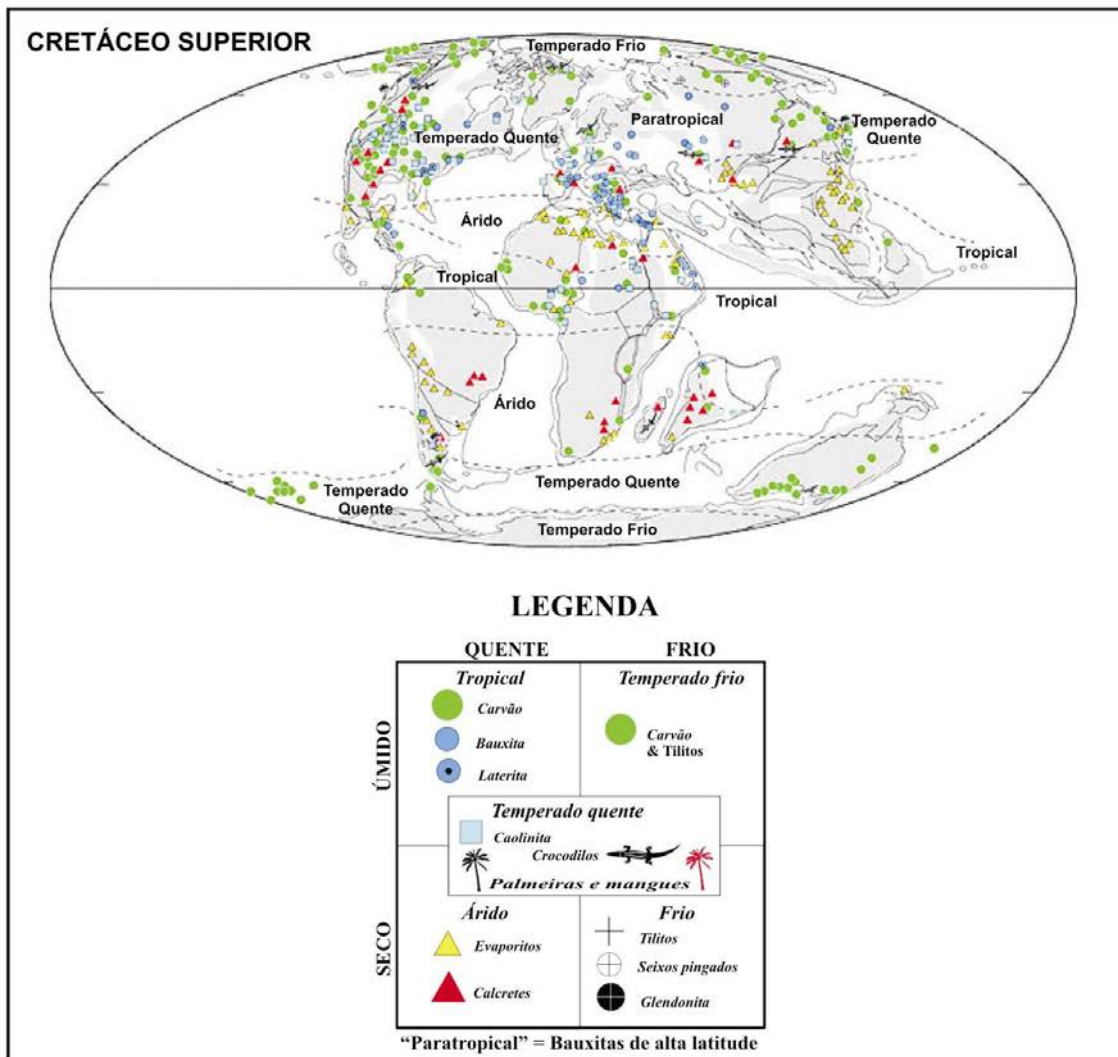 CRETÁCEO SUPERIOR
Temperado Frio
Temperado Quente
Paratropical
Temperado
Quente
Árido
Tropical
Tropical
Tropical
Árido
Temperado
Quente
Temperado Quente
Temperado Frio
LEGENDA
QUENTE
FRIO
ÚMIDO
Tropical
Carvão
Bauxita
Laterita
Temperado frio
Carvão
& Tilitos
Temperado quente
Caolinita
Crocodilos
Palmeiras e mangues
SECO
Árido
Evaporitos
Calcretes
Frio
Tilitos
Seixos pingados
Glendonita
“Paratropical” = Bauxitas de alta latitude